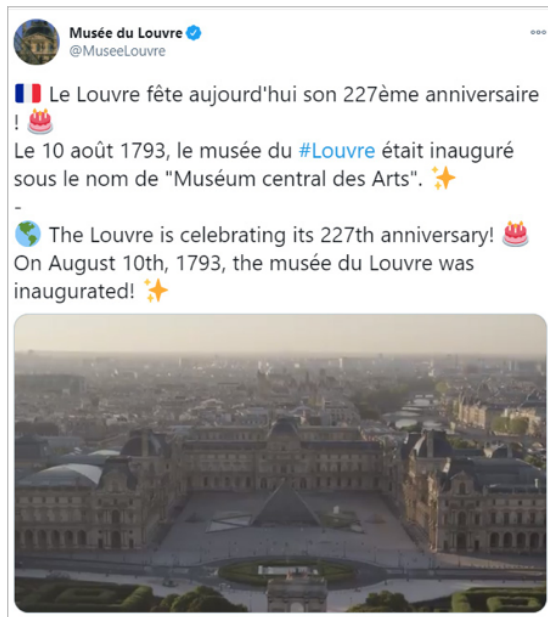 Musée du Louvre
@MuseeLouvre
🇫🇷 Le Louvre fête aujourd'hui son 227ème anniversaire
! 🎂
Le 10 août 1793, le musée du #Louvre était inauguré
sous le nom de "Muséum central des Arts". ✨
-
🌎 The Louvre is celebrating its 227th anniversary! 🎂
On August 10th, 1793, the musée du Louvre was
inaugurated! ✨